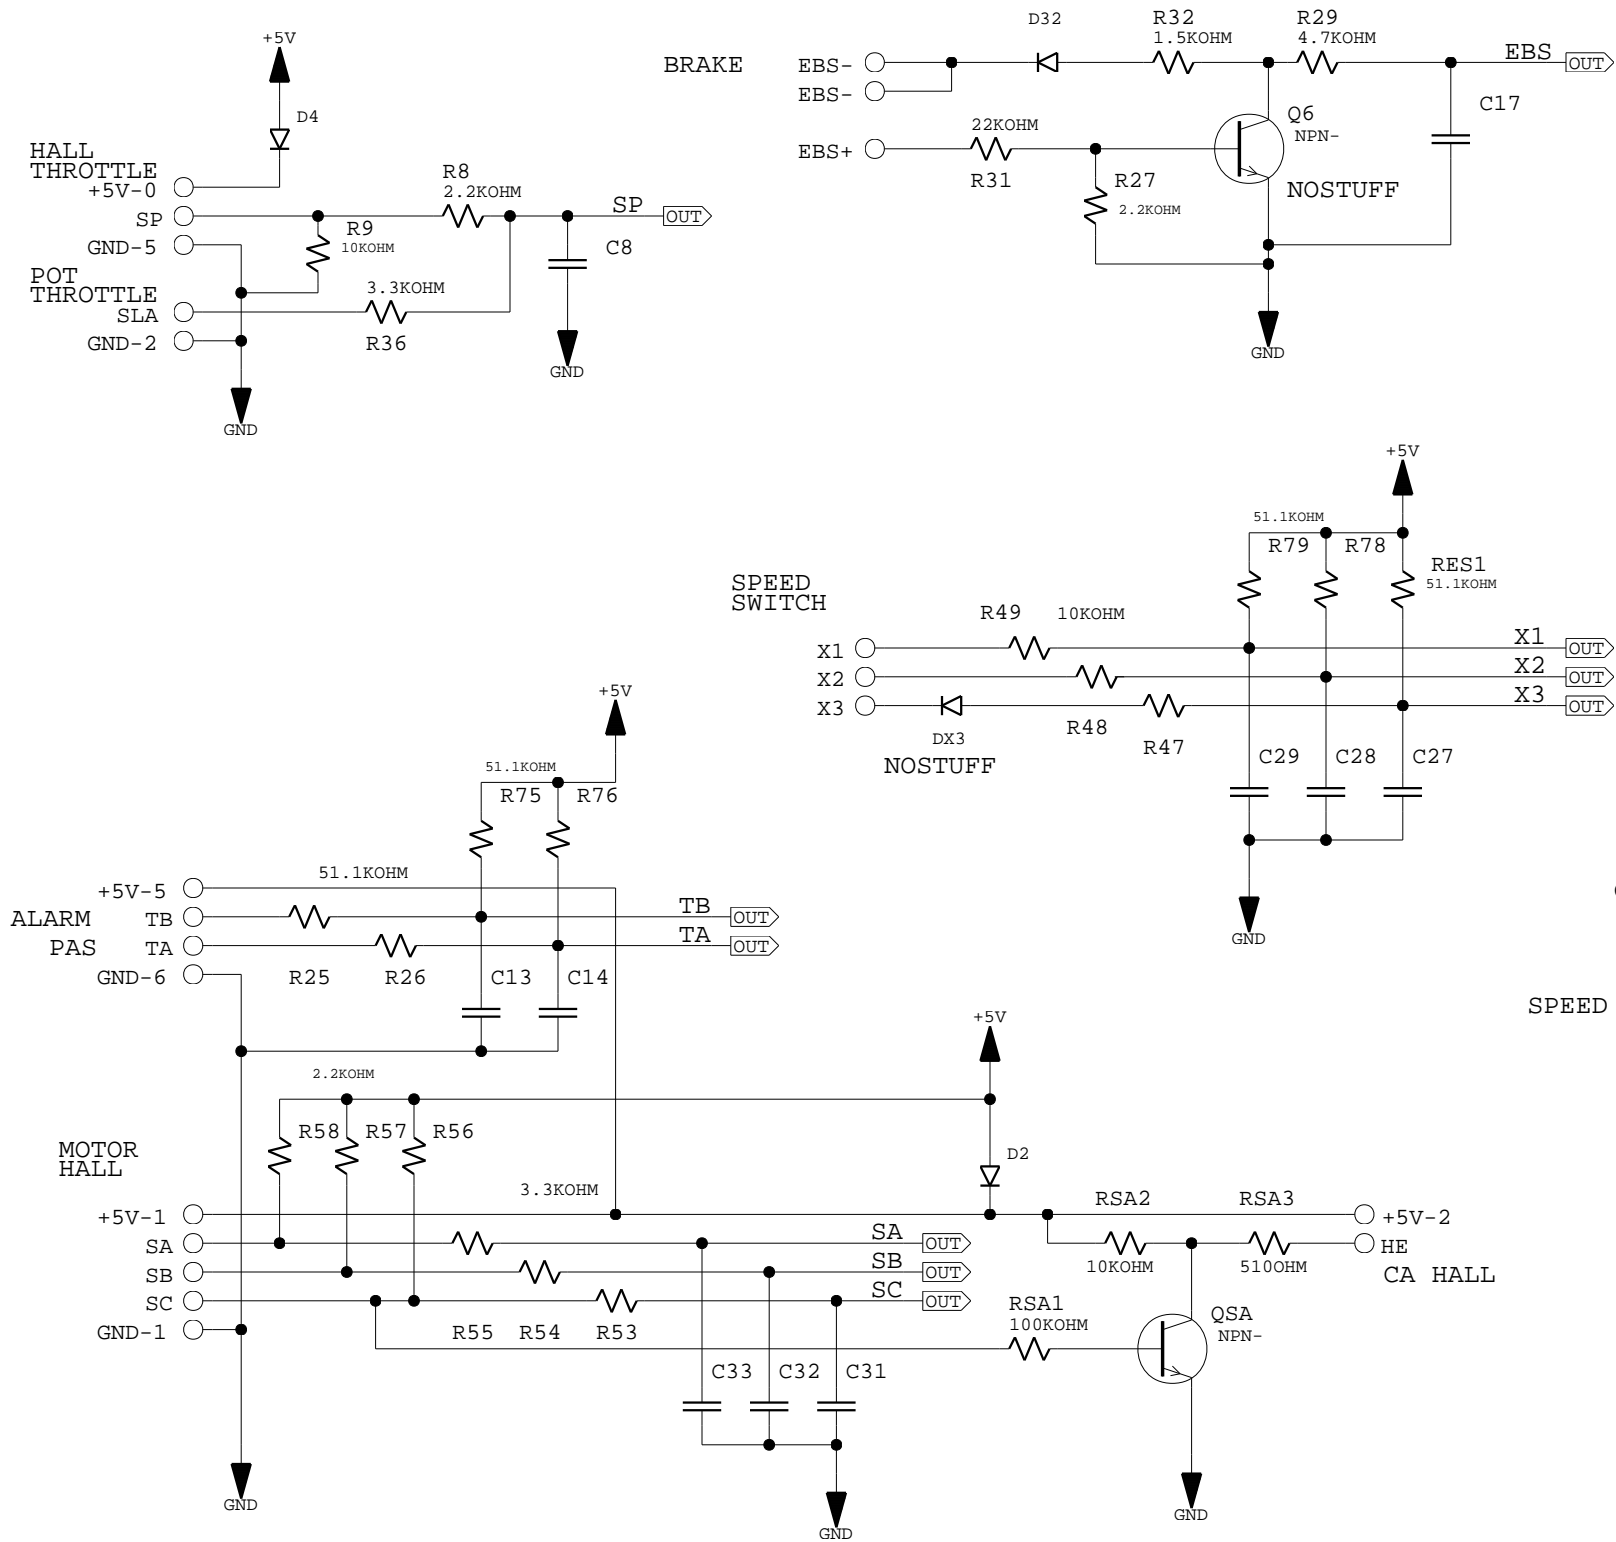 +5V
D4
HALL
THROTTLE
+5V-0
SP
GND-5
R9
10KOHM
R8
2.2KOHM
SP
OUT
C8
POT
THROTTLE
SLA
GND-2
3.3KOHM
R36
GND
GND
BRAKE
EBS-
EBS-
EBS+
D32
R32
1.5KOHM
R29
4.7KOHM
EBS
OUT
C17
22KOHM
R31
R27
2.2KOHM
Q6
NPN-
NOSTUFF
GND
+5V
51.1KOHM
R79
R78
RES1
51.1KOHM
SPEED
SWITCH
R49
10KOHM
X1
X2
X3
X1
OUT
X2
OUT
X3
OUT
DX3
NOSTUFF
R48
R47
C29
C28
C27
GND
SPEED
+5V
51.1KOHM
R75
R76
51.1KOHM
+5V-5
ALARM
TB
PAS
TA
GND-6
TB
OUT
TA
OUT
R25
R26
C13
C14
+5V
2.2KOHM
R58
R57
R56
MOTOR
HALL
D2
3.3KOHM
RSA2
RSA3
+5V-1
SA
SB
SC
GND-1
SA
OUT
SB
OUT
SC
OUT
+5V-2
HE
10KOHM
510OHM
CA HALL
RSA1
100KOHM
QSA
NPN-
R55
R54
R53
C33
C32
C31
GND
GND
GND